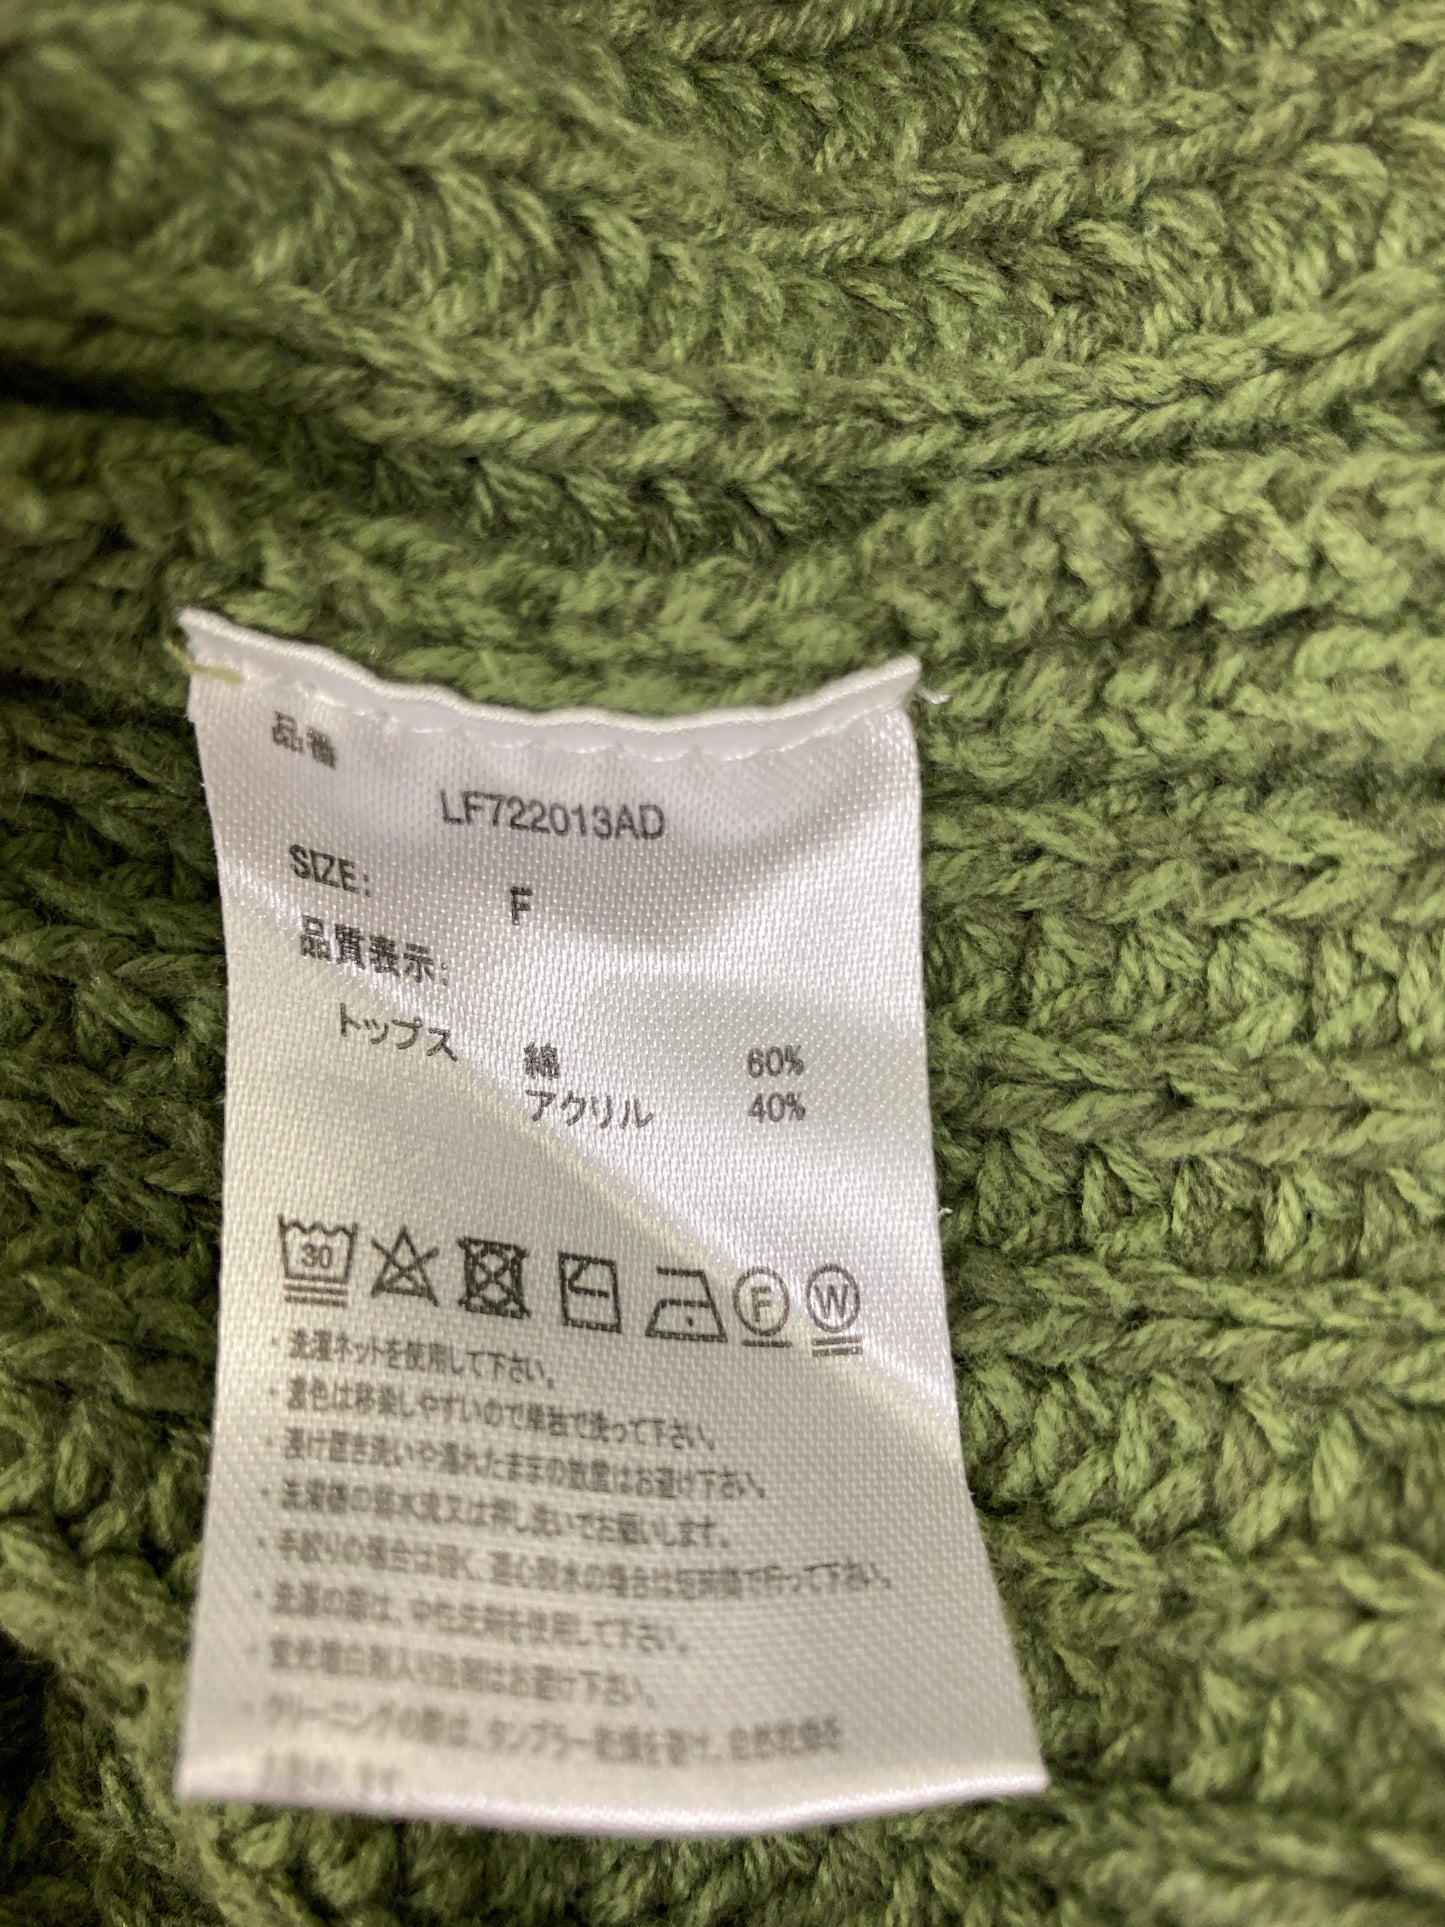 品番
LF722013AD
SIZE: F
品質表示:
トップス 綿 60%
アクリル 40%
30 F W
・洗濯ネットを使用して下さい。
・濃色は移染しやすいので単独で洗って下さい。
・漬け置き洗いや濡れたままの放置はお避け下さい。
・洗濯機の弱水流又は押し洗いでお願いします。
・手絞りの場合は弱く、遠心脱水の場合は短時間で行って下さい。
・洗濯の際は、中性洗剤を使用して下さい。
・蛍光増白剤入り洗剤はお避け下さい。
・クリーニングの際は、タンブラー乾燥を避け、自然乾燥を